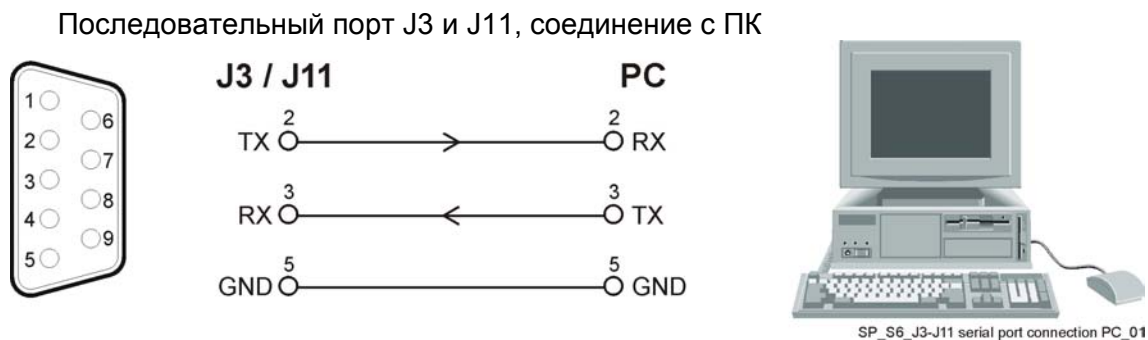 Последовательный порт J3 и J11, соединение с ПК
J3 / J11 PC
1
2
3
4
5
6
7
8
9
2 2
TX RX
3 3
RX TX
5 5
GND GND
SP_S6_J3-J11 serial port connection PC_01